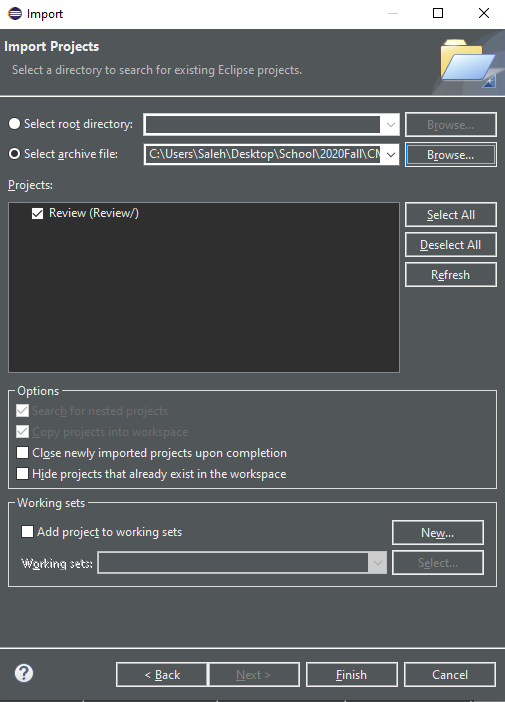 Import
Import Projects
Select a directory to search for existing Eclipse projects.
Select root directory:
Browse...
Select archive file:
C:\Users\Saleh\Desktop\School\2020Fall\CM
Browse...
Projects:
Review (Review/)
Select All
Deselect All
Refresh
Options
Search for nested projects
Copy projects into workspace
Close newly imported projects upon completion
Hide projects that already exist in the workspace
Working sets
Add project to working sets
New...
Working sets:
Select...
?
< Back
Next >
Finish
Cancel